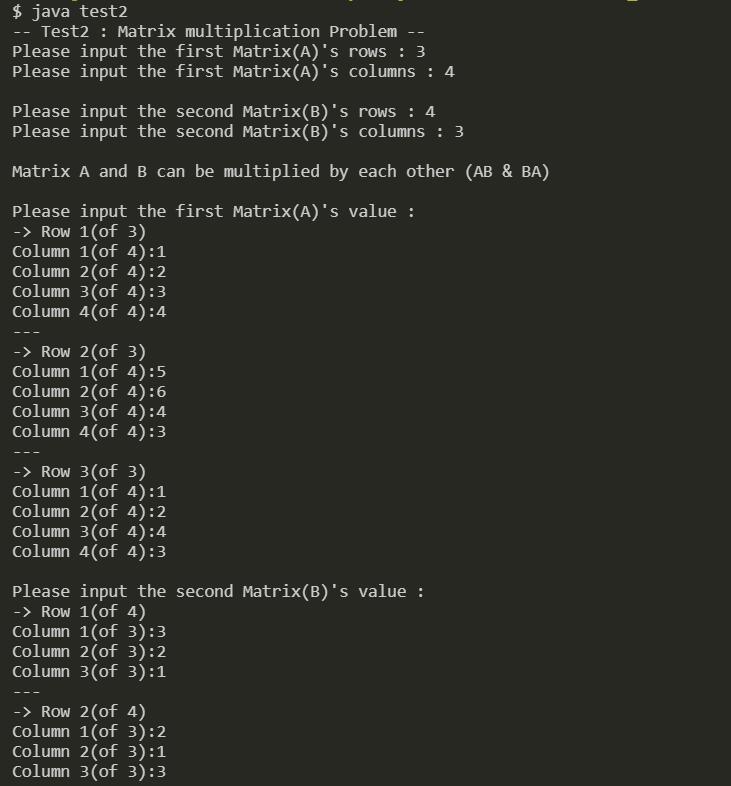 $ java test2
-- Test2 : Matrix multiplication Problem --
Please input the first Matrix(A)'s rows : 3
Please input the first Matrix(A)'s columns : 4
Please input the second Matrix(B)'s rows : 4
Please input the second Matrix(B)'s columns : 3
Matrix A and B can be multiplied by each other (AB & BA)
Please input the first Matrix(A)'s value :
-> Row 1(of 3)
Column 1(of 4):1
Column 2(of 4):2
Column 3(of 4):3
Column 4(of 4):4
---
-> Row 2(of 3)
Column 1(of 4):5
Column 2(of 4):6
Column 3(of 4):4
Column 4(of 4):3
---
-> Row 3(of 3)
Column 1(of 4):1
Column 2(of 4):2
Column 3(of 4):4
Column 4(of 4):3
Please input the second Matrix(B)'s value :
-> Row 1(of 4)
Column 1(of 3):3
Column 2(of 3):2
Column 3(of 3):1
---
-> Row 2(of 4)
Column 1(of 3):2
Column 2(of 3):1
Column 3(of 3):3